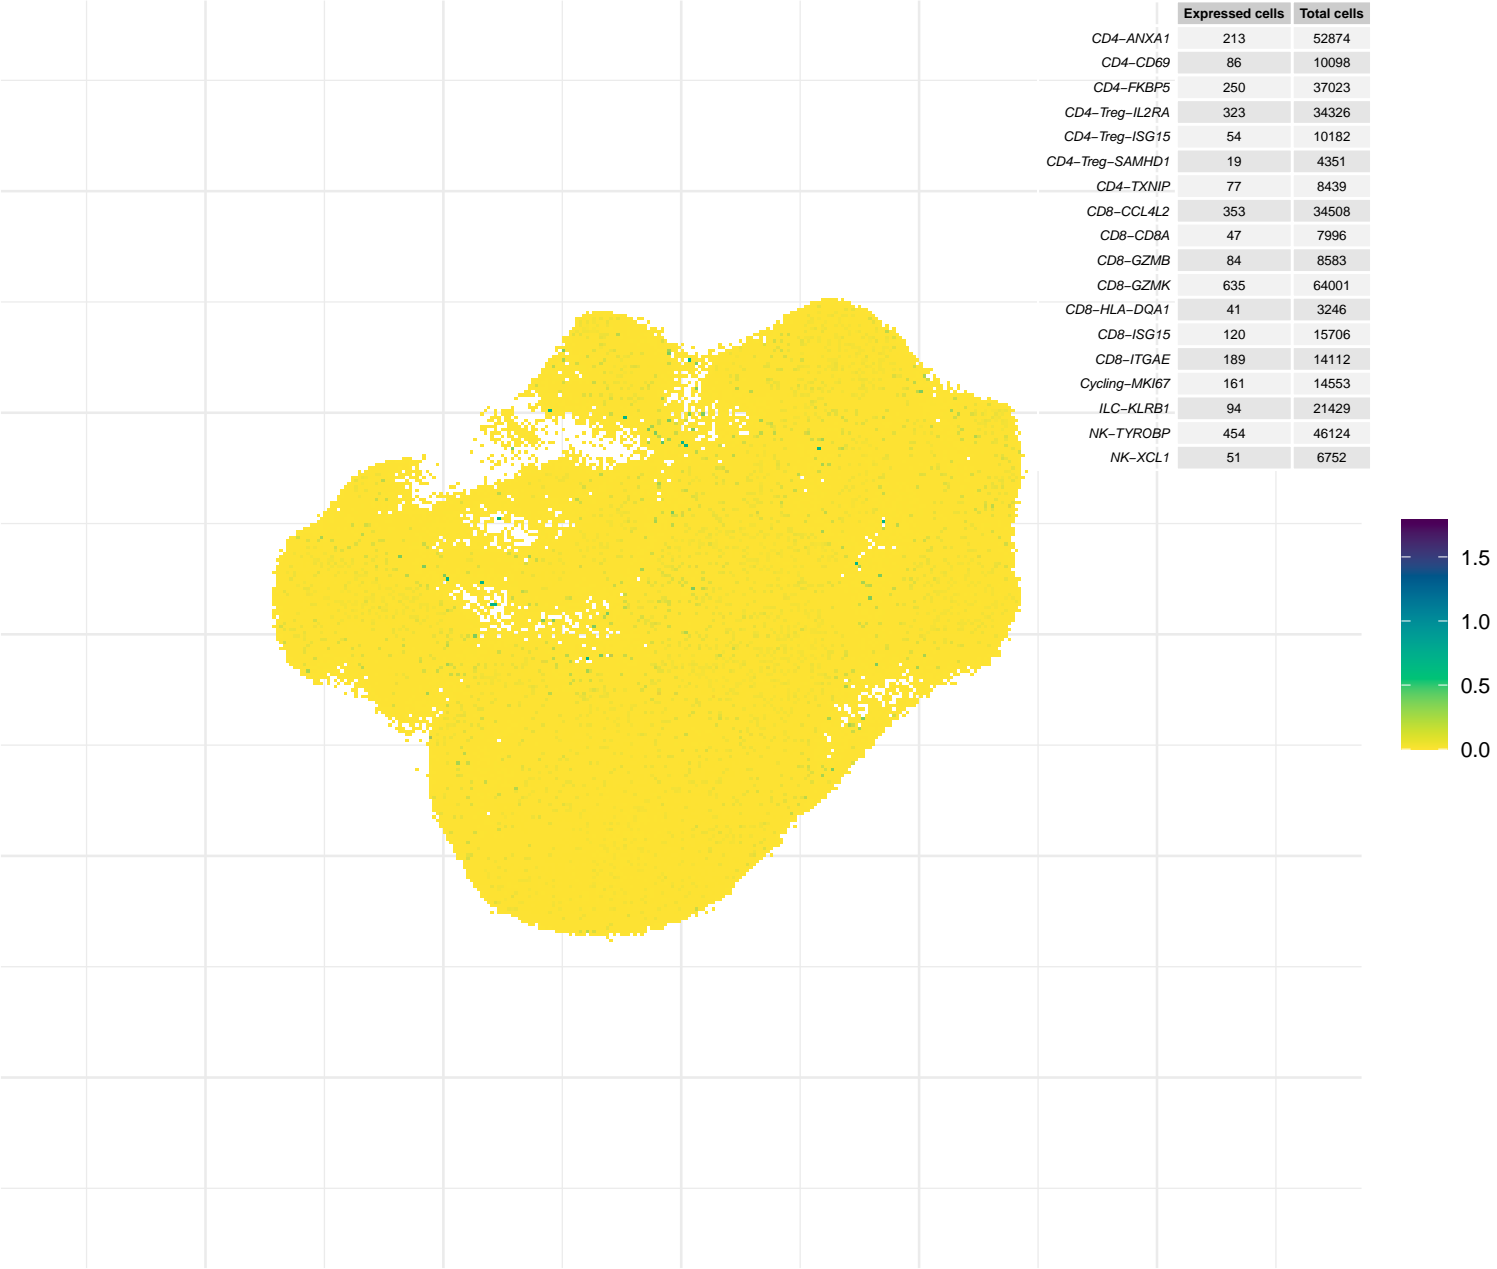 Expressed cells Total cells
CD4−ANXA1 213 52874
CD4−CD69 86 10098
CD4−FKBP5 250 37023
CD4−Treg−IL2RA 323 34326
CD4−Treg−ISG15 54 10182
CD4−Treg−SAMHD1 19 4351
CD4−TXNIP 77 8439
CD8−CCL4L2 353 34508
CD8−CD8A 47 7996
CD8−GZMB 84 8583
CD8−GZMK 635 64001
CD8−HLA−DQA1 41 3246
CD8−ISG15 120 15706
CD8−ITGAE 189 14112
Cycling−MKI67 161 14553
ILC−KLRB1 94 21429
NK−TYROBP 454 46124
NK−XCL1 51 6752
1.5
1.0
0.5
0.0